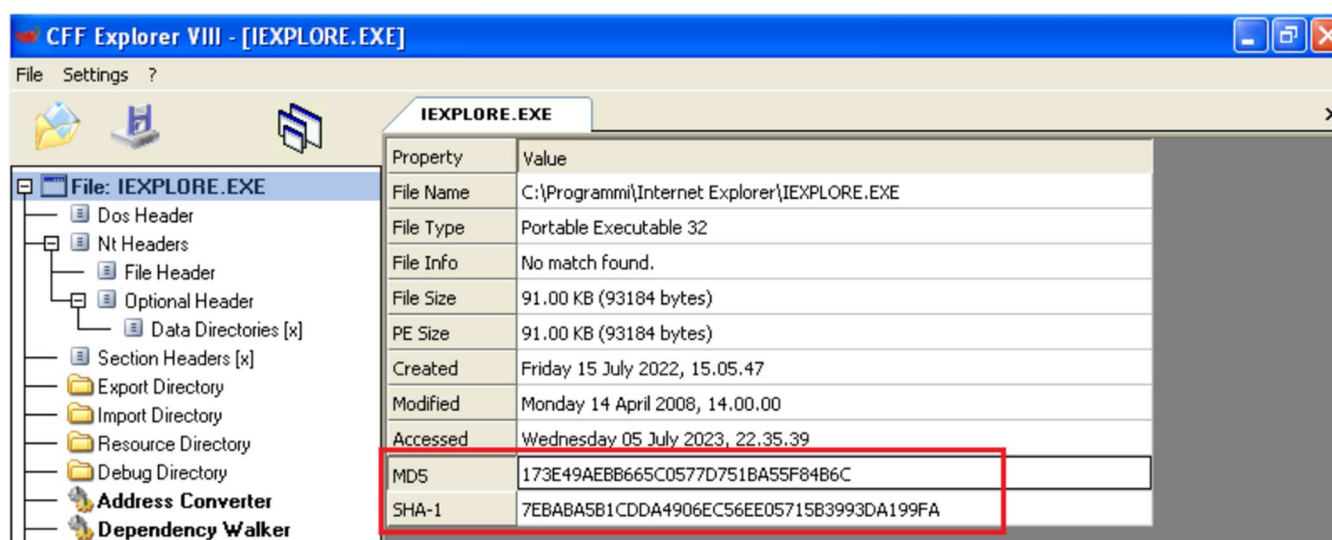 CFF Explorer VIII - [IEXPLORE.EXE]
File Settings ?
IEXPLORE.EXE
File: IEXPLORE.EXE
Dos Header
Nt Headers
File Header
Optional Header
Data Directories [x]
Section Headers [x]
Export Directory
Import Directory
Resource Directory
Debug Directory
Address Converter
Dependency Walker
Property Value
File Name C:\Programmi\Internet Explorer\IEXPLORE.EXE
File Type Portable Executable 32
File Info No match found.
File Size 91.00 KB (93184 bytes)
PE Size 91.00 KB (93184 bytes)
Created Friday 15 July 2022, 15.05.47
Modified Monday 14 April 2008, 14.00.00
Accessed Wednesday 05 July 2023, 22.35.39
MD5 173E49AEBB665C0577D751BA55F84B6C
SHA-1 7EBABA5B1CDDA4906EC56EE05715B3993DA199FA